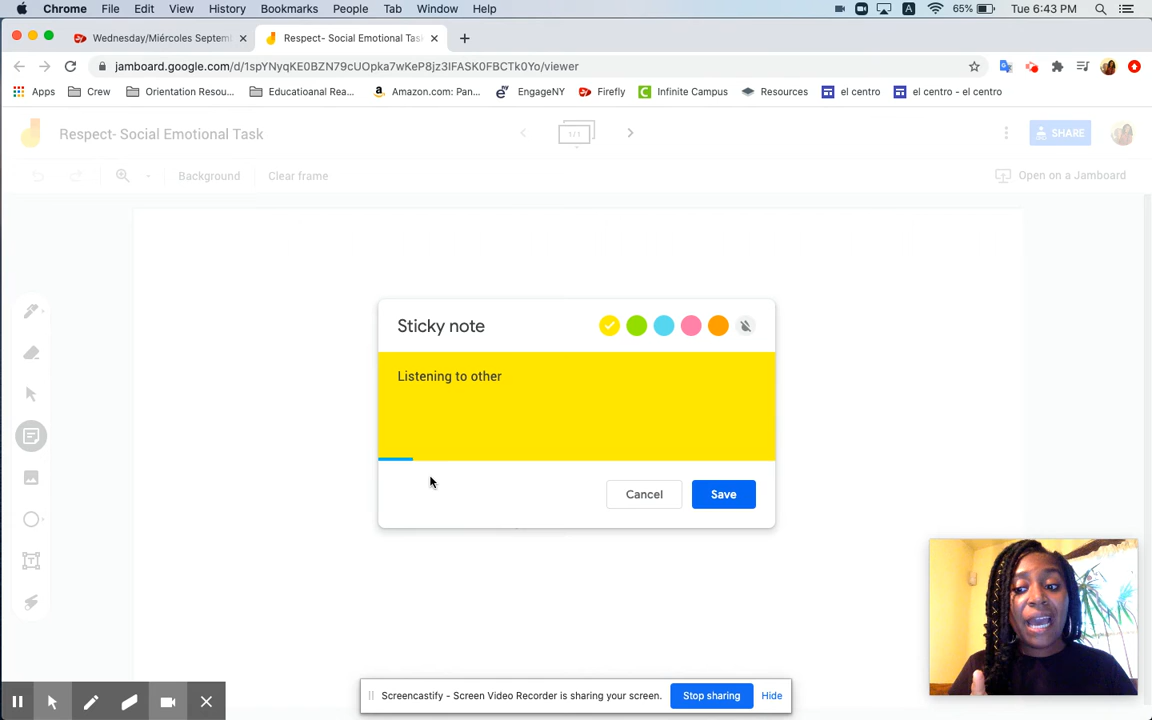 Chrome File Edit View History Bookmarks People Tab Window Help A 65% Tue 6:43 PM
Wednesday/Miércoles Septem Respect- Social Emotional Tas
jamboard.google.com/d/1spYNyqKE0BZN79cUOpka7wKeP8jz3IFASK0FBCTk0Yo/viewer
Apps Crew Orientation Resou... Educatioanal Rea... Amazon.com: Pan... EngageNY Firefly Infinite Campus Resources el centro el centro - el centro
Respect- Social Emotional Task 1/1 SHARE
Background Clear frame Open on a Jamboard
Sticky note
Listening to other
Cancel Save
Screencastify - Screen Video Recorder is sharing your screen. Stop sharing Hide